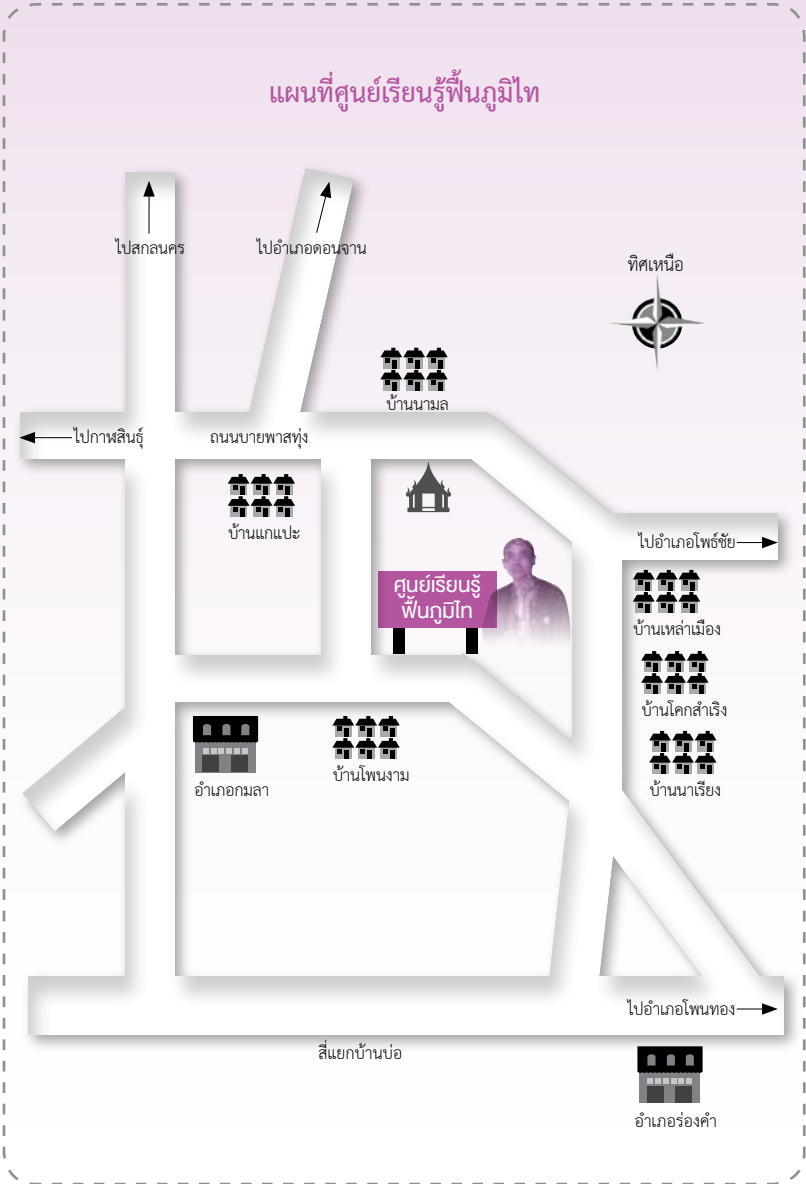 แผนที่ศูนย์เรียนรู้ฟื้นภูมิไท
ไปสกลนคร
ไปอำเภอดอนจาน
ทิศเหนือ
บ้านนามล
ไปกาฬสินธุ์
ถนนบายพาสทุ่ง
บ้านแกแปะ
ไปอำเภอโพธ์ชัย
ศูนย์เรียนรู้
ฟื้นภูมิไท
บ้านเหล่าเมือง
บ้านโคกสำเริง
บ้านนาเรียง
อำเภอกมลา
บ้านโพนงาม
ไปอำเภอโพนทอง
สี่แยกบ้านบ่อ
อำเภอร่องคำ